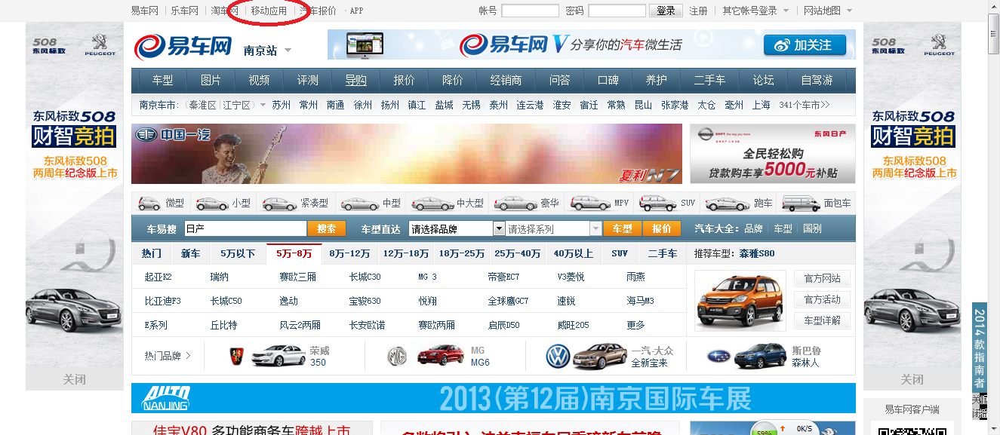 易车网 乐车网 淘车网 移动应用 汽车报价 · APP 帐号 密码 登录 注册 其它帐号登录 网站地图
508
东风标致 PEUGEOT
东风标致508
财智竞拍
东风标致508
两周年纪念版上市
关闭
易车网 南京站
易车网 V 分享你的汽车微生活 加关注
车型 图片 视频 评测 导购 报价 降价 经销商 问答 口碑 养护 二手车 论坛 自驾游
南京车市:（秦淮区 | 江宁区） 苏州 常州 南通 徐州 扬州 镇江 盐城 无锡 泰州 连云港 淮安 宿迁 常熟 昆山 张家港 太仓 亳州 上海 341个车市>>
中国一汽
夏利N7
NISSAN SHIFT_the way you move 东风日产
全民轻松购
贷款购车享5000元补贴
微型 小型 紧凑型 中型 中大型 豪华 MPV SUV 跑车 面包车
车易搜 日产 搜索 车型直达 请选择品牌 请选择系列 车型 报价 汽车大全: 品牌 车型 国别
热门 新车 5万以下 5万-8万 8万-12万 12万-18万 18万-25万 25万-40万 40万以上 SUV 二手车 推荐车型: 森雅S80
起亚K2 瑞纳 赛欧三厢 长城C30 MG 3 帝豪EC7 V3菱悦 雨燕
比亚迪F3 长城C50 逸动 宝骏630 悦翔 全球鹰GC7 速锐 海马M3
E系列 丘比特 风云2两厢 长安欧诺 赛欧两厢 启辰D50 威旺205 更多
官方网站
官方活动
车型详解
热门品牌 > 荣威 350 MG MG6 一汽-大众 全新宝来 斯巴鲁 森林人
AUTO NANJING 2013(第12届)南京国际车展
佳宝V80 多功能商务车跨越上市
59% 0K/S
508
东风标致 PEUGEOT
东风标致508
财智竞拍
东风标致508
两周年纪念版上市
关闭
2014款指南者
易车网客户端